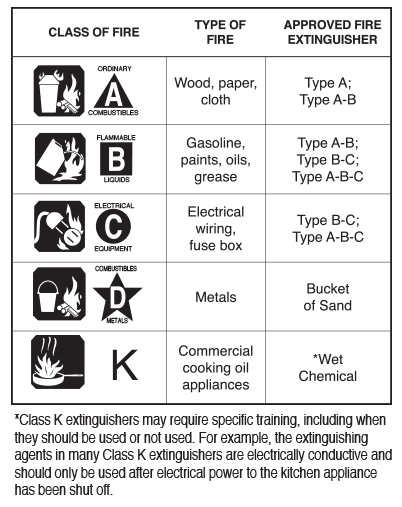 CLASS OF FIRE
TYPE OF
FIRE
APPROVED FIRE
EXTINGUISHER
ORDINARY
A
COMBUSTIBLES
Wood, paper,
cloth
Type A;
Type A-B
FLAMMABLE
B
LIQUIDS
Gasoline,
paints, oils,
grease
Type A-B;
Type B-C;
Type A-B-C
ELECTRICAL
C
EQUIPMENT
Electrical
wiring,
fuse box
Type B-C;
Type A-B-C
COMBUSTIBLES
D
METALS
Metals
Bucket
of Sand
K
Commercial
cooking oil
appliances
*Wet
Chemical
*Class K extinguishers may require specific training, including when
they should be used or not used. For example, the extinguishing
agents in many Class K extinguishers are electrically conductive and
should only be used after electrical power to the kitchen appliance
has been shut off.